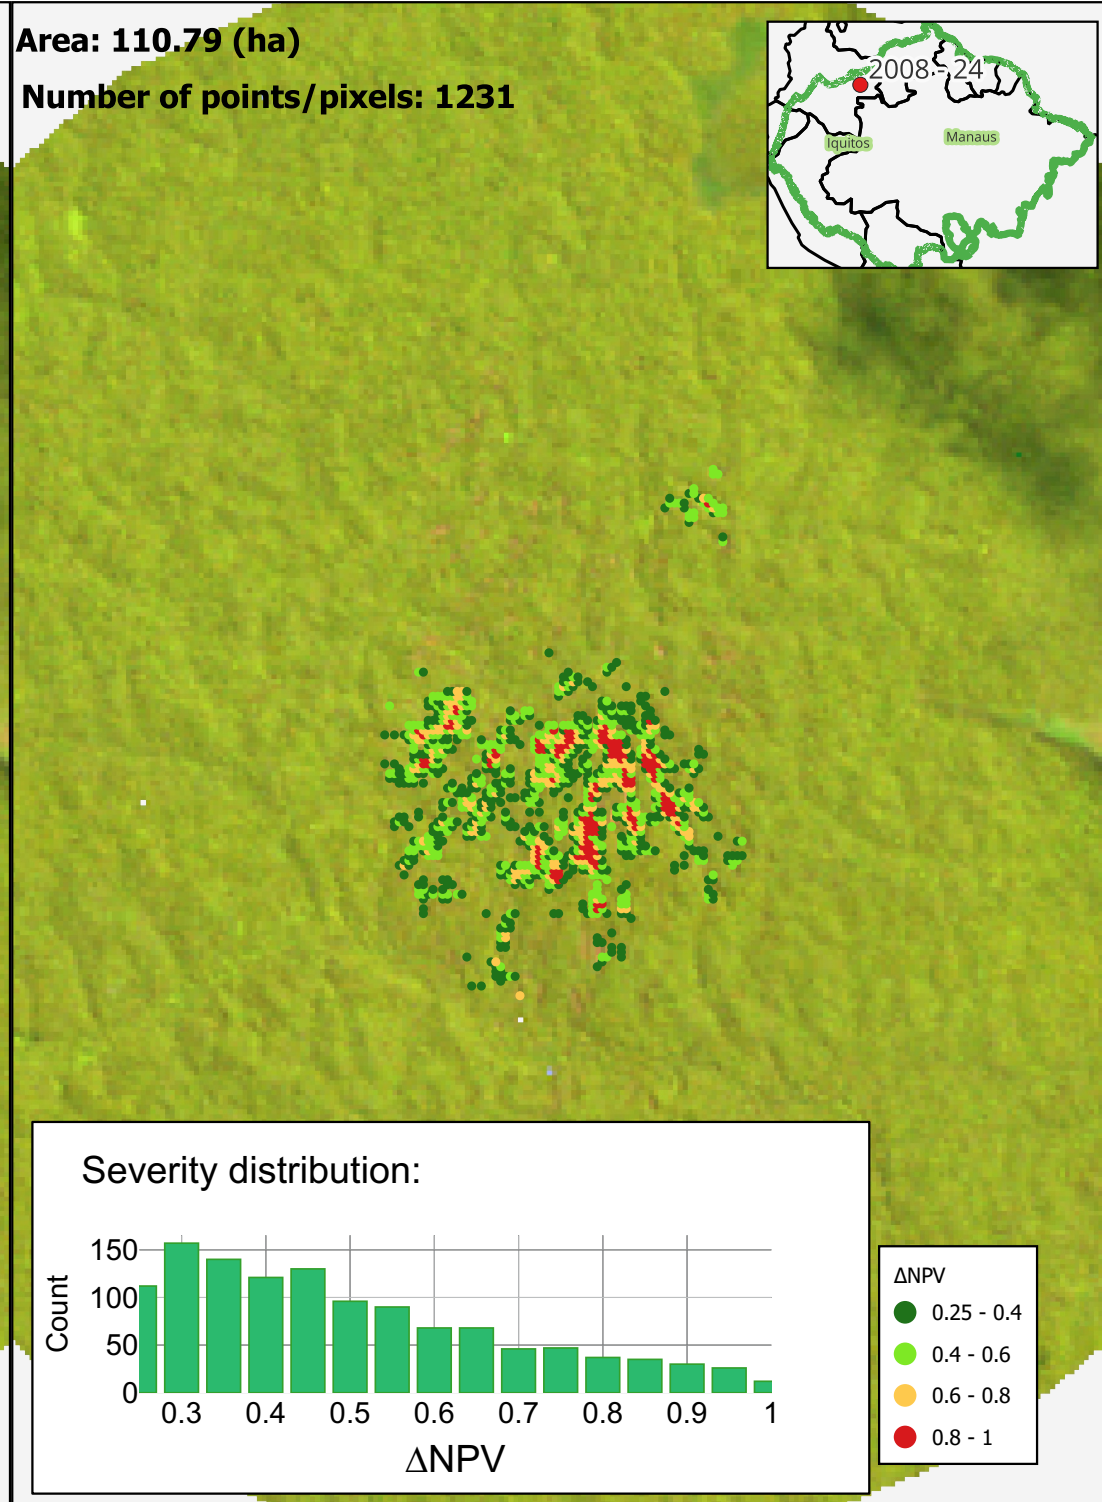 Area: 110.79 (ha)
Number of points/pixels: 1231
2008 - 24
Iquitos
Manaus
Severity distribution:
150
100
50
0
Count
0.3 0.4 0.5 0.6 0.7 0.8 0.9 1
ΔNPV
ΔNPV
0.25 - 0.4
0.4 - 0.6
0.6 - 0.8
0.8 - 1